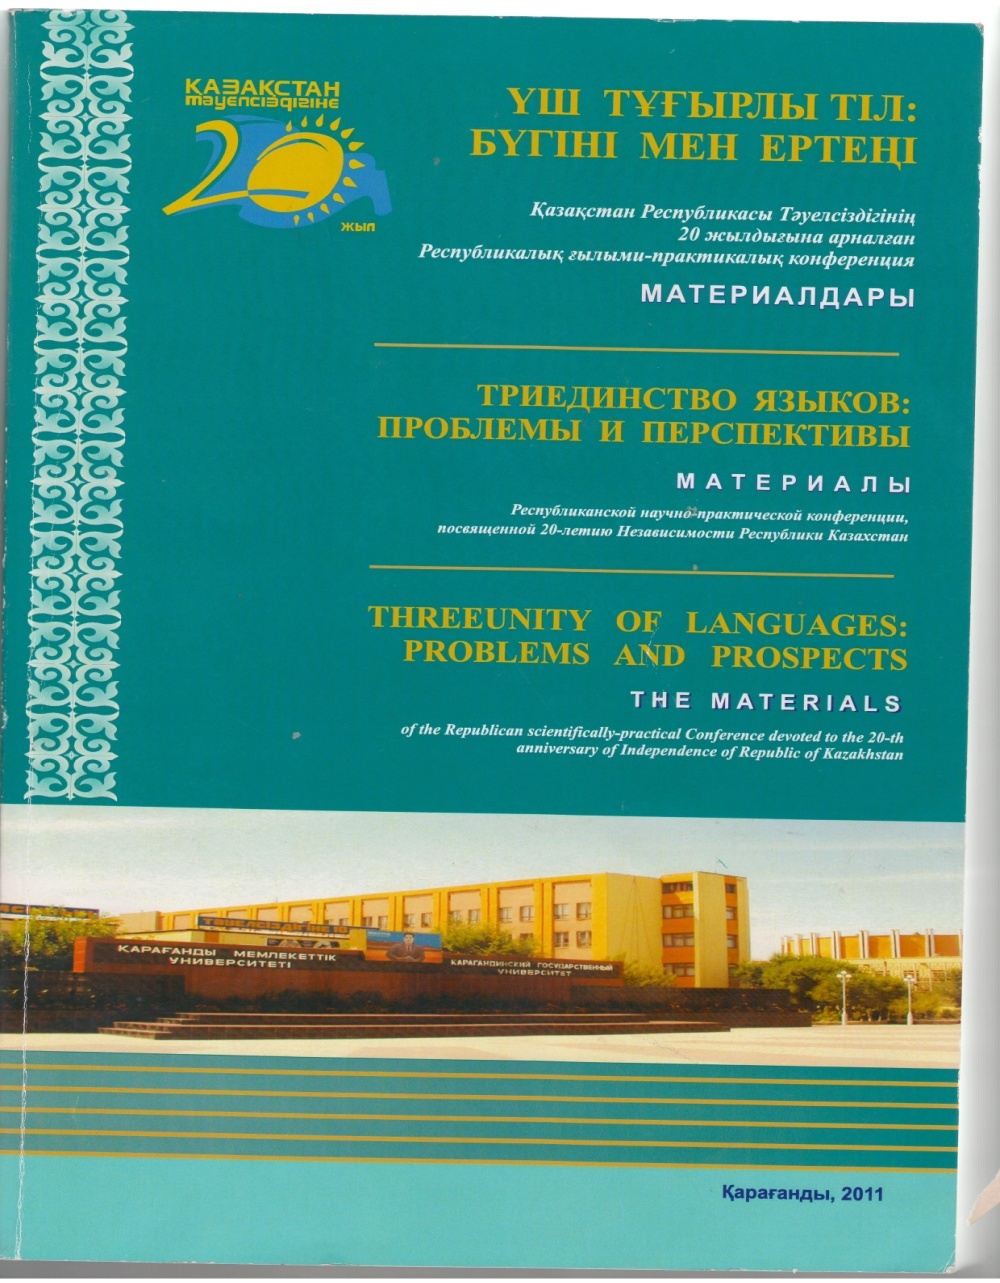 ҚАЗАҚСТАН
тәуелсіздігіне
20
ЖЫЛ
ҮШ ТҰҒЫРЛЫ ТІЛ:
БҮГІНІ МЕН ЕРТЕҢІ
Қазақстан Республикасы Тәуелсіздігінің
20 жылдығына арналған
Республикалық ғылыми-практикалық конференция
МАТЕРИАЛДАРЫ
ТРИЕДИНСТВО ЯЗЫКОВ:
ПРОБЛЕМЫ И ПЕРСПЕКТИВЫ
МАТЕРИАЛЫ
Республиканской научно-практической конференции,
посвященной 20-летию Независимости Республики Казахстан
THREEUNITY OF LANGUAGES:
PROBLEMS AND PROSPECTS
THE MATERIALS
of the Republican scientifically-practical Conference devoted to the 20-th
anniversary of Independence of Republic of Kazakhstan
ҚАРАҒАНДЫ МЕМЛЕКЕТТІК
УНИВЕРСИТЕТІ
КАРАГАНДИНСКИЙ ГОСУДАРСТВЕННЫЙ
УНИВЕРСИТЕТ
Қарағанды, 2011